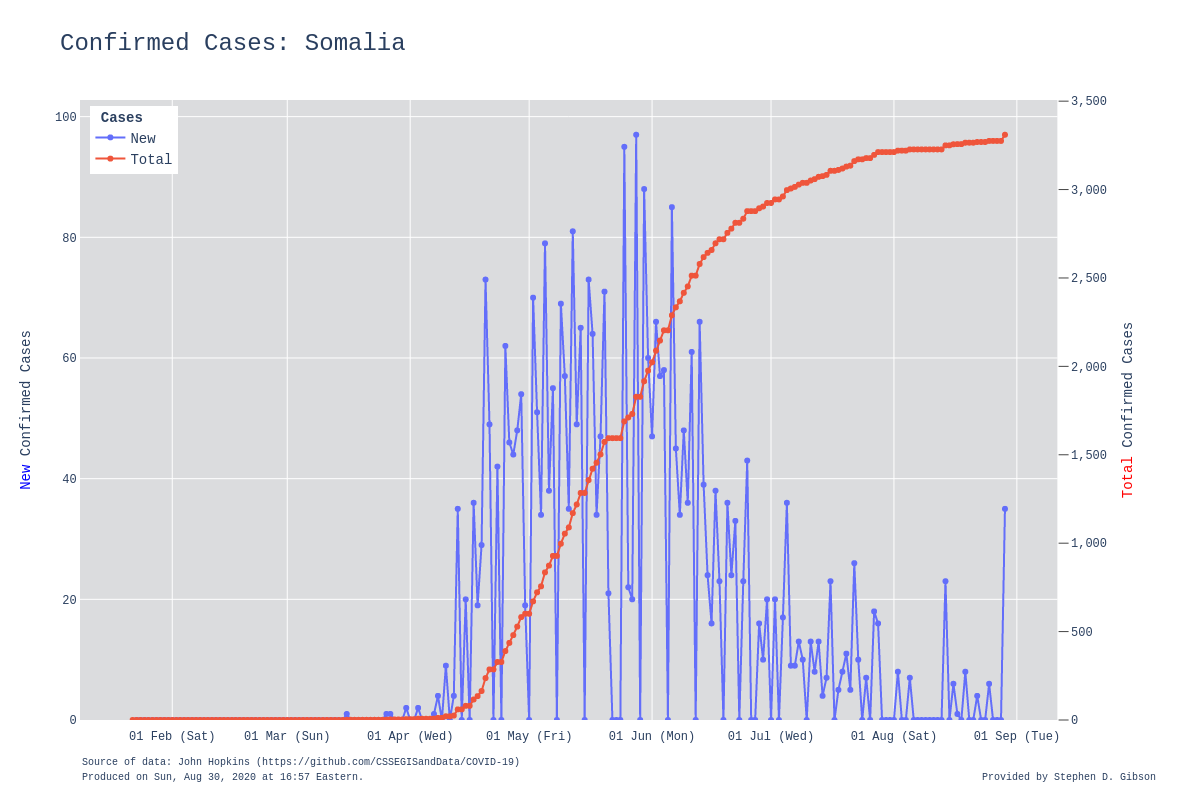 Confirmed Cases: Somalia
Cases
New
Total
100
80
60
40
20
0
3,500
3,000
2,500
2,000
1,500
1,000
500
0
New Confirmed Cases
Total Confirmed Cases
01 Feb (Sat) 01 Mar (Sun) 01 Apr (Wed) 01 May (Fri) 01 Jun (Mon) 01 Jul (Wed) 01 Aug (Sat) 01 Sep (Tue)
Source of data: John Hopkins (https://github.com/CSSEGISandData/COVID-19)
Produced on Sun, Aug 30, 2020 at 16:57 Eastern.
Provided by Stephen D. Gibson